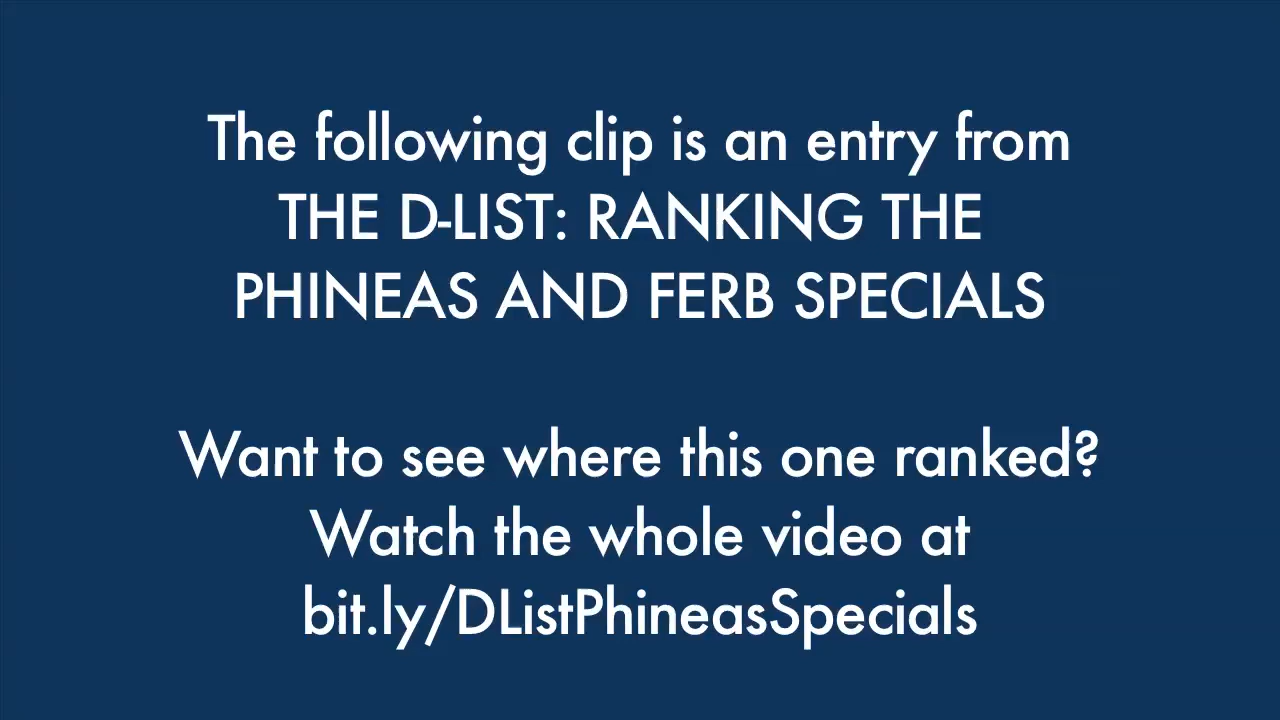 The following clip is an entry from
THE D-LIST: RANKING THE
PHINEAS AND FERB SPECIALS
Want to see where this one ranked?
Watch the whole video at
bit.ly/DListPhineasSpecials